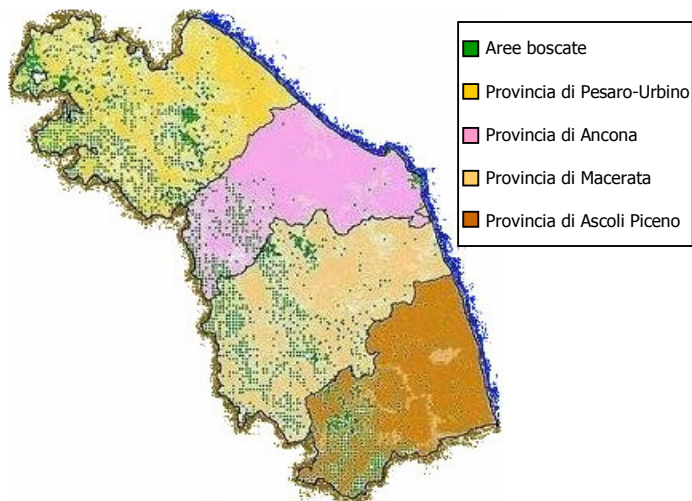 Aree boscate
Provincia di Pesaro-Urbino
Provincia di Ancona
Provincia di Macerata
Provincia di Ascoli Piceno